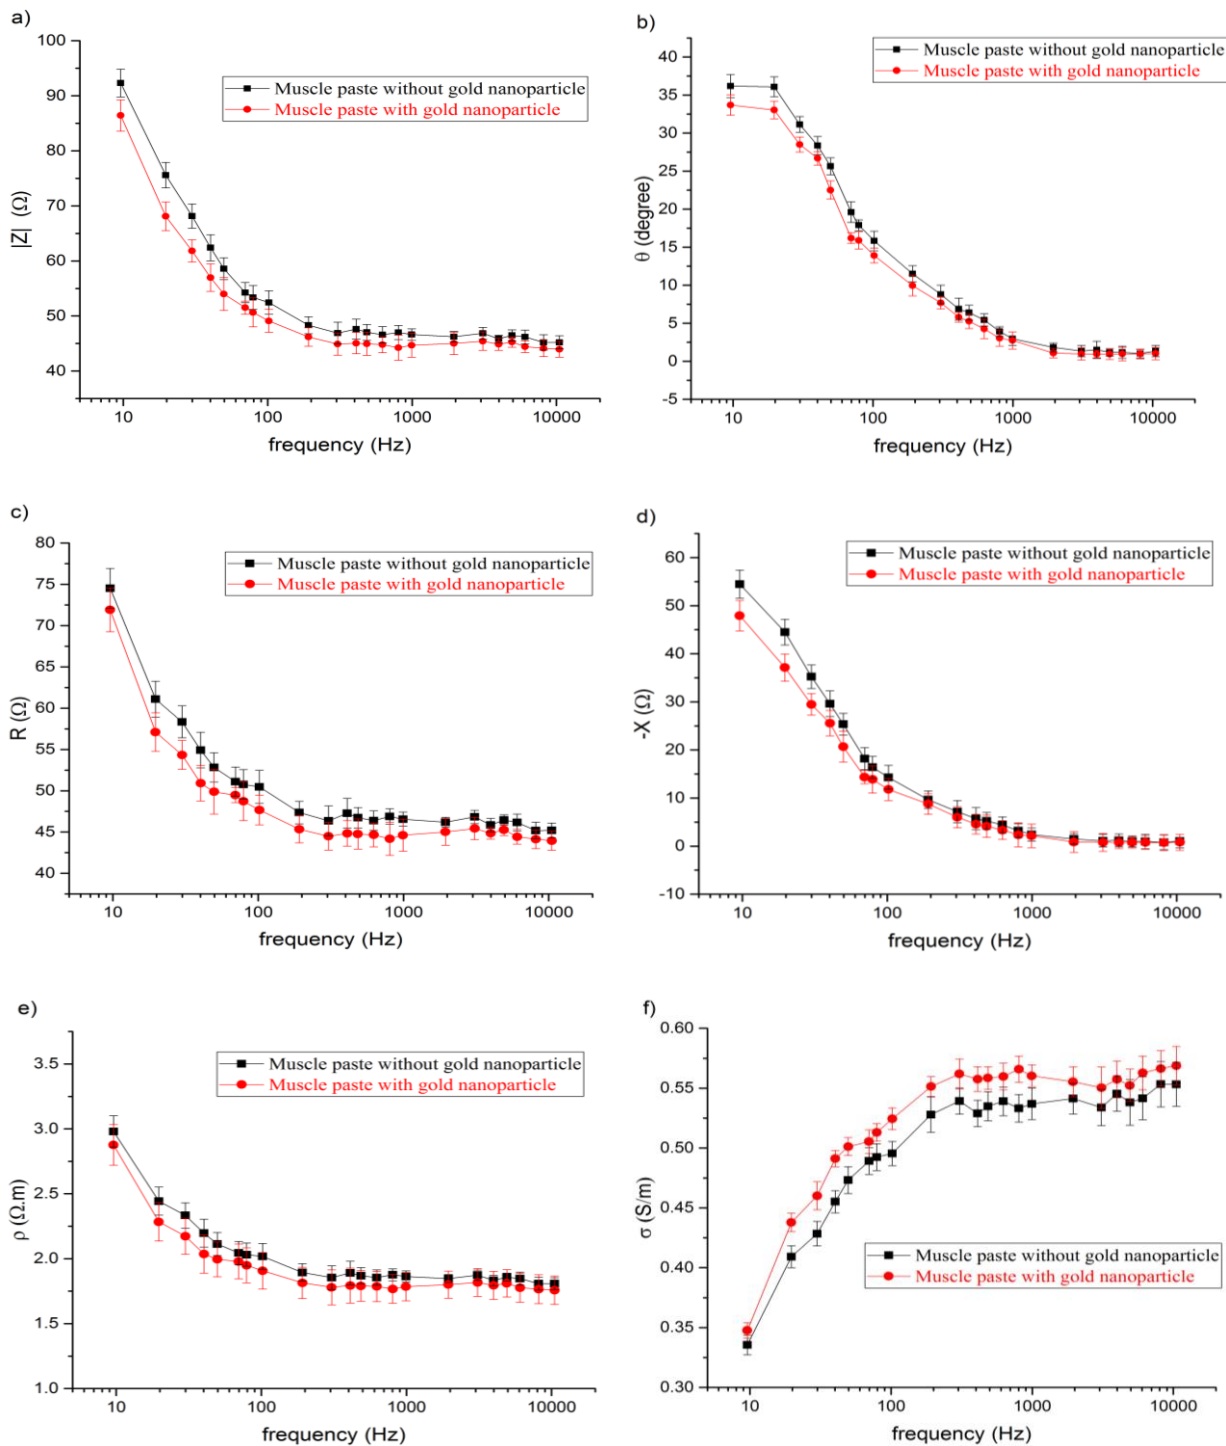 a)
100
90
80
70
60
50
40
|Z| (Ω)
Muscle paste without gold nanoparticle
Muscle paste with gold nanoparticle
10 100 1000 10000
frequency (Hz)
b)
40
35
30
25
20
15
10
5
0
-5
θ (degree)
Muscle paste without gold nanoparticle
Muscle paste with gold nanoparticle
10 100 1000 10000
frequency (Hz)
c)
80
75
70
65
60
55
50
45
40
R (Ω)
Muscle paste without gold nanoparticle
Muscle paste with gold nanoparticle
10 100 1000 10000
frequency (Hz)
d)
60
50
40
30
20
10
0
-10
-X (Ω)
Muscle paste without gold nanoparticle
Muscle paste with gold nanoparticle
10 100 1000 10000
frequency (Hz)
e)
3.5
3.0
2.5
2.0
1.5
1.0
ρ (Ω.m)
Muscle paste without gold nanoparticle
Muscle paste with gold nanoparticle
10 100 1000 10000
frequency (Hz)
f)
0.60
0.55
0.50
0.45
0.40
0.35
0.30
σ (S/m)
Muscle paste without gold nanoparticle
Muscle paste with gold nanoparticle
10 100 1000 10000
frequency (Hz)